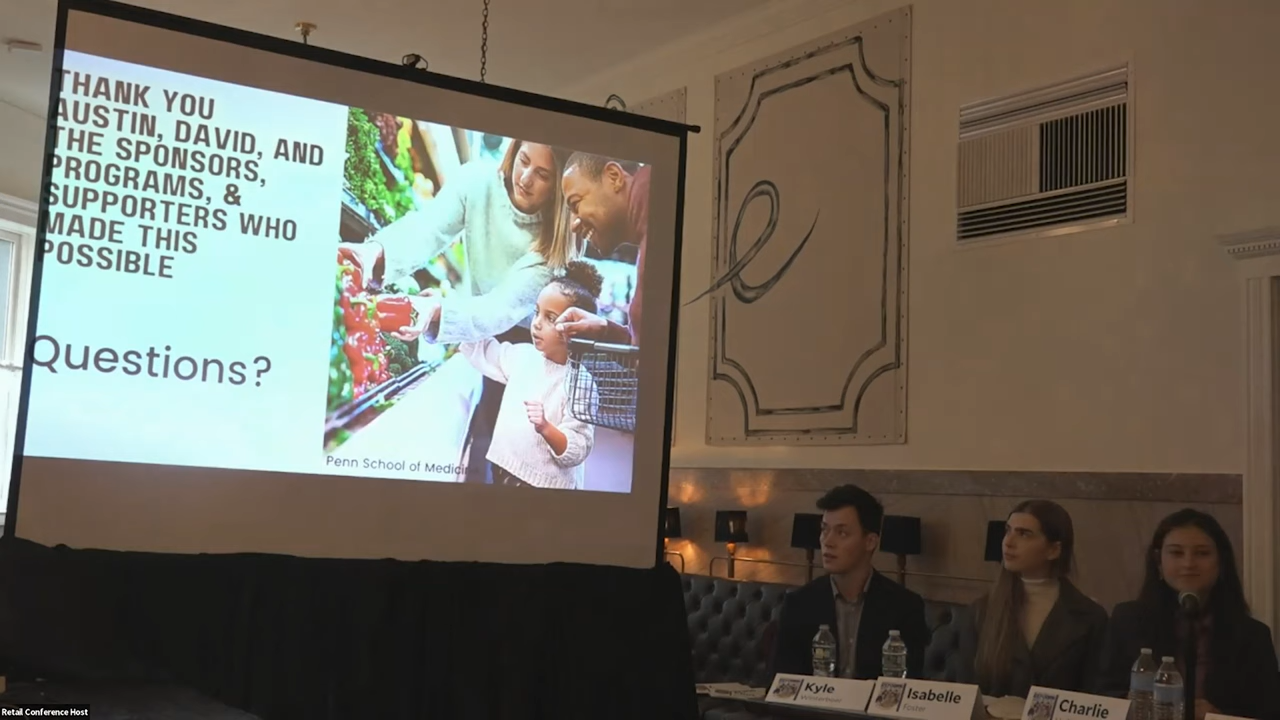 THANK YOU
AUSTIN, DAVID, AND
THE SPONSORS,
PROGRAMS, &
SUPPORTERS WHO
MADE THIS
POSSIBLE
Questions?
Penn School of Medicine
Kyle
Isabelle
Foster
Charlie
Retail Conference Host